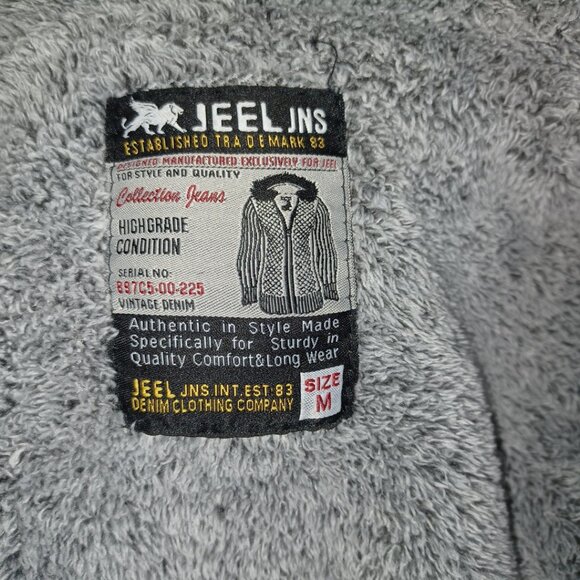 JEEL JNS
ESTABLISHED TRADEMARK 83
DESIGNED MANUFACTURED EXCLUSIVELY FOR JEEL
FOR STYLE AND QUALITY
Collection Jeans
HIGH GRADE
CONDITION
SERIAL NO:
897C5-00-225
VINTAGE DENIM
Authentic in Style Made
Specifically for Sturdy in
Quality Comfort&Long Wear
JEEL JNS.INT.EST 83
DENIM CLOTHING COMPANY
SIZE
M